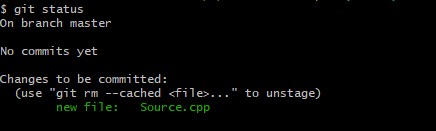 $ git status
On branch master
No commits yet
Changes to be committed:
(use "git rm --cached <file>..." to unstage)
new file: Source.cpp